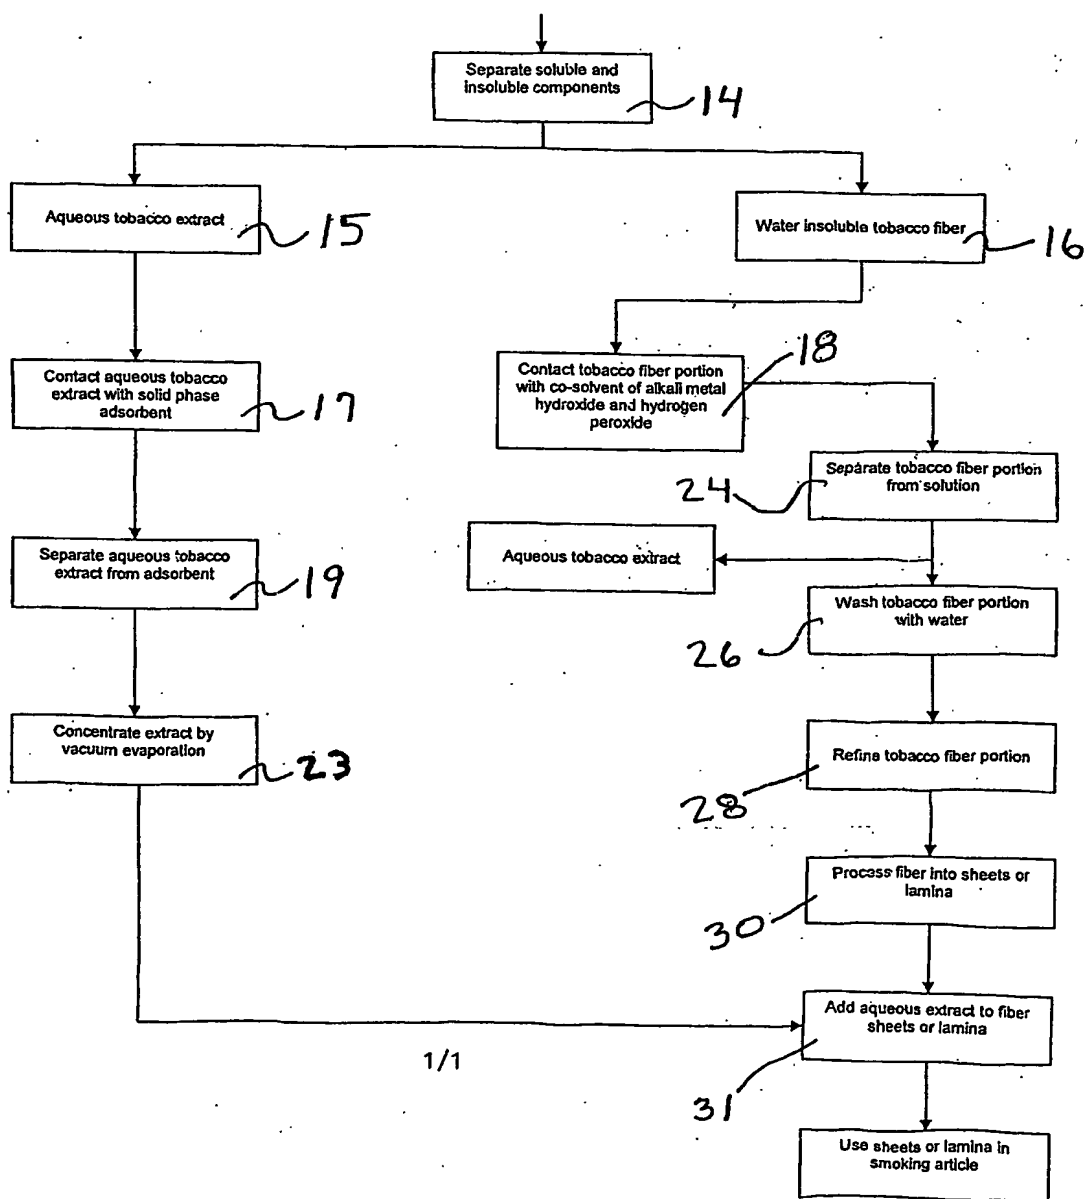 Separate soluble and
insoluble components
14
Aqueous tobacco extract
15
Water insoluble tobacco fiber
16
Contact aqueous tobacco
extract with solid phase
adsorbent
17
Contact tobacco fiber portion
with co-solvent of alkali metal
hydroxide and hydrogen
peroxide
18
Separate tobacco fiber portion
from solution
24
Separate aqueous tobacco
extract from adsorbent
19
Aqueous tobacco extract
Wash tobacco fiber portion
with water
26
Concentrate extract by
vacuum evaporation
23
Refine tobacco fiber portion
28
Process fiber into sheets or
lamina
30
Add aqueous extract to fiber
sheets or lamina
31
1/1
Use sheets or lamina in
smoking article